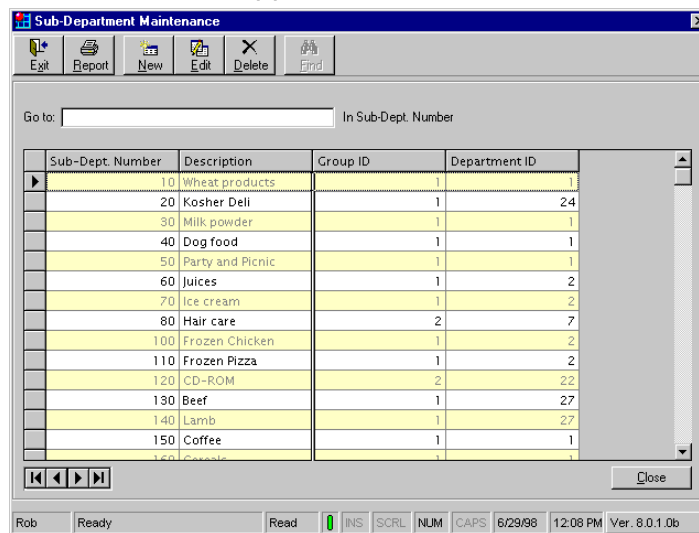 Sub-Department Maintenance
Exit Report New Edit Delete Find
Go to: In Sub-Dept. Number
Sub-Dept. Number Description Group ID Department ID
10 Wheat products 1 1
20 Kosher Deli 1 24
30 Milk powder 1 1
40 Dog food 1 1
50 Party and Picnic 1 1
60 Juices 1 2
70 Ice cream 1 2
80 Hair care 2 7
100 Frozen Chicken 1 2
110 Frozen Pizza 1 2
120 CD-ROM 2 22
130 Beef 1 27
140 Lamb 1 27
150 Coffee 1 1
160 Cereals 1 1
Close
Rob Ready Read INS SCRL NUM CAPS 6/29/98 12:08 PM Ver. 8.0.1.0b